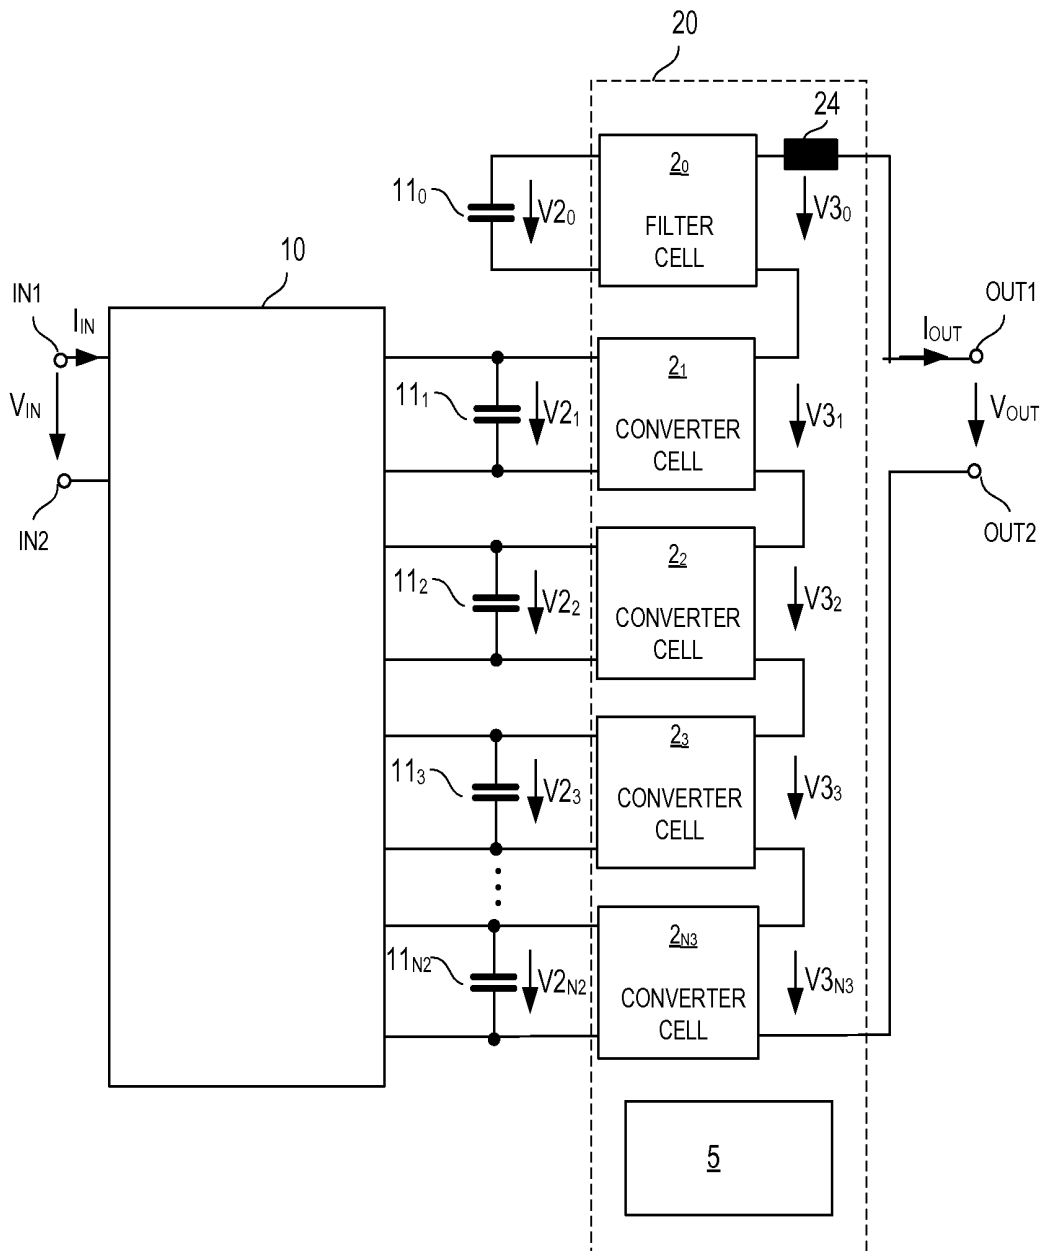 20
24
2₀
FILTER
CELL
11₀
V2₀
V3₀
10
IN1
I_IN
V_IN
IN2
OUT1
I_OUT
V_OUT
OUT2
2₁
CONVERTER
CELL
11₁
V2₁
V3₁
2₂
CONVERTER
CELL
11₂
V2₂
V3₂
2₃
CONVERTER
CELL
11₃
V2₃
V3₃
2_N3
CONVERTER
CELL
11_N2
V2_N2
V3_N3
5